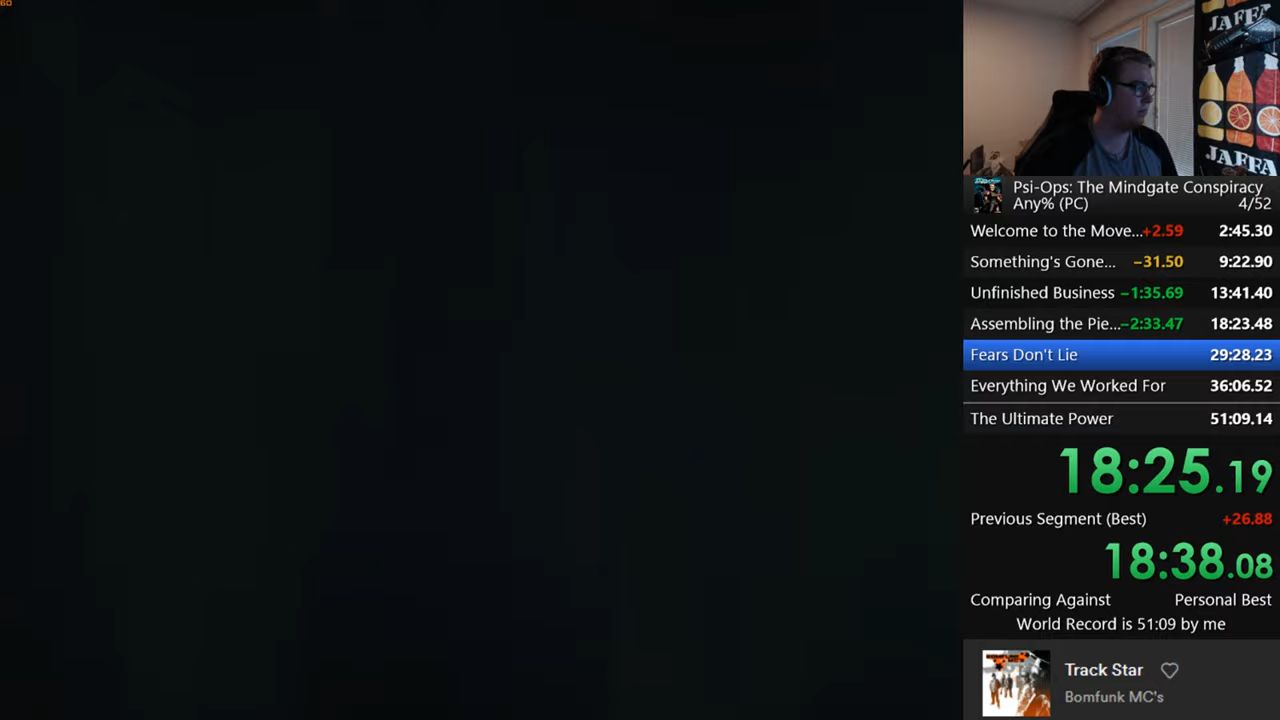 60
JAFFA
JAFFA
Psi-Ops: The Mindgate Conspiracy
Any% (PC) 4/52
Welcome to the Move... +2.59 2:45.30
Something's Gone... −31.50 9:22.90
Unfinished Business −1:35.69 13:41.40
Assembling the Pie... −2:33.47 18:23.48
Fears Don't Lie 29:28.23
Everything We Worked For 36:06.52
The Ultimate Power 51:09.14
18:25.19
Previous Segment (Best) +26.88
18:38.08
Comparing Against Personal Best
World Record is 51:09 by me
Track Star
Bomfunk MC's